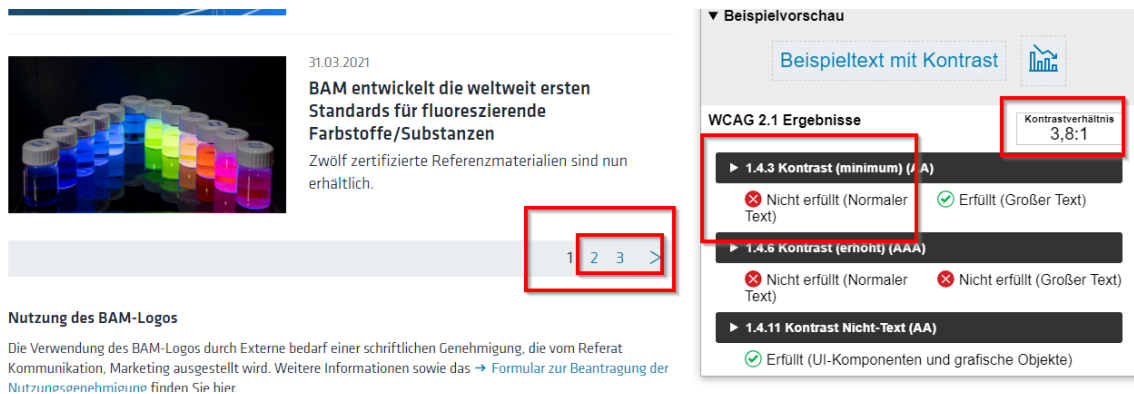 31.03.2021
BAM entwickelt die weltweit ersten
Standards für fluoreszierende
Farbstoffe/Substanzen
Zwölf zertifizierte Referenzmaterialien sind nun
erhältlich.
1 2 3 >
Nutzung des BAM-Logos
Die Verwendung des BAM-Logos durch Externe bedarf einer schriftlichen Genehmigung, die vom Referat
Kommunikation, Marketing ausgestellt wird. Weitere Informationen sowie das → Formular zur Beantragung der
Nutzungsgenehmigung finden Sie hier.
▼ Beispielvorschau
Beispieltext mit Kontrast
WCAG 2.1 Ergebnisse
Kontrastverhältnis
3,8:1
► 1.4.3 Kontrast (minimum) (AA)
Nicht erfüllt (Normaler
Text)
Erfüllt (Großer Text)
► 1.4.6 Kontrast (erhöht) (AAA)
Nicht erfüllt (Normaler
Text)
Nicht erfüllt (Großer Text)
► 1.4.11 Kontrast Nicht-Text (AA)
Erfüllt (UI-Komponenten und grafische Objekte)